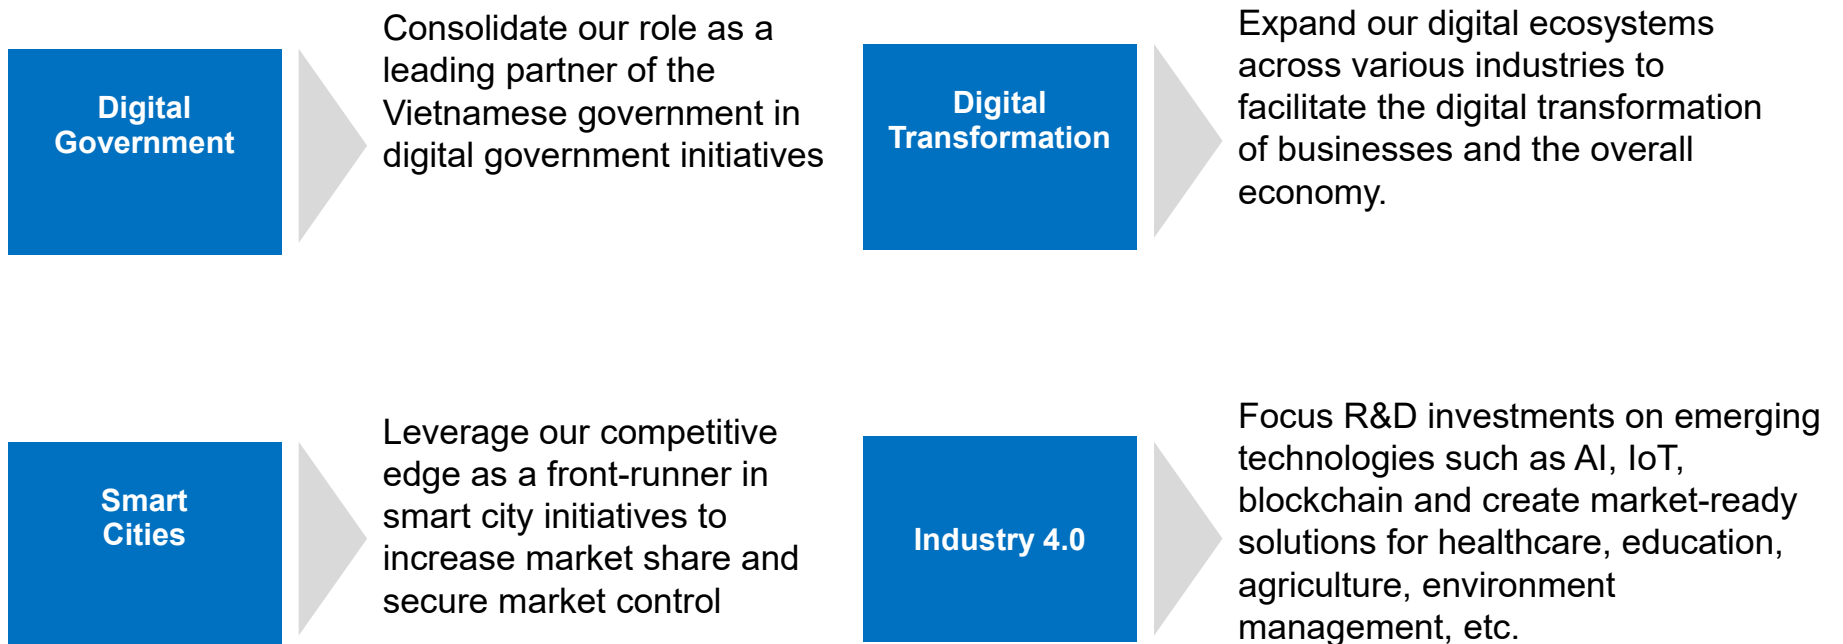 Digital
Government
Consolidate our role as a
leading partner of the
Vietnamese government in
digital government initiatives
Digital
Transformation
Expand our digital ecosystems
across various industries to
facilitate the digital transformation
of businesses and the overall
economy.
Smart
Cities
Leverage our competitive
edge as a front-runner in
smart city initiatives to
increase market share and
secure market control
Industry 4.0
Focus R&D investments on emerging
technologies such as AI, IoT,
blockchain and create market-ready
solutions for healthcare, education,
agriculture, environment
management, etc.